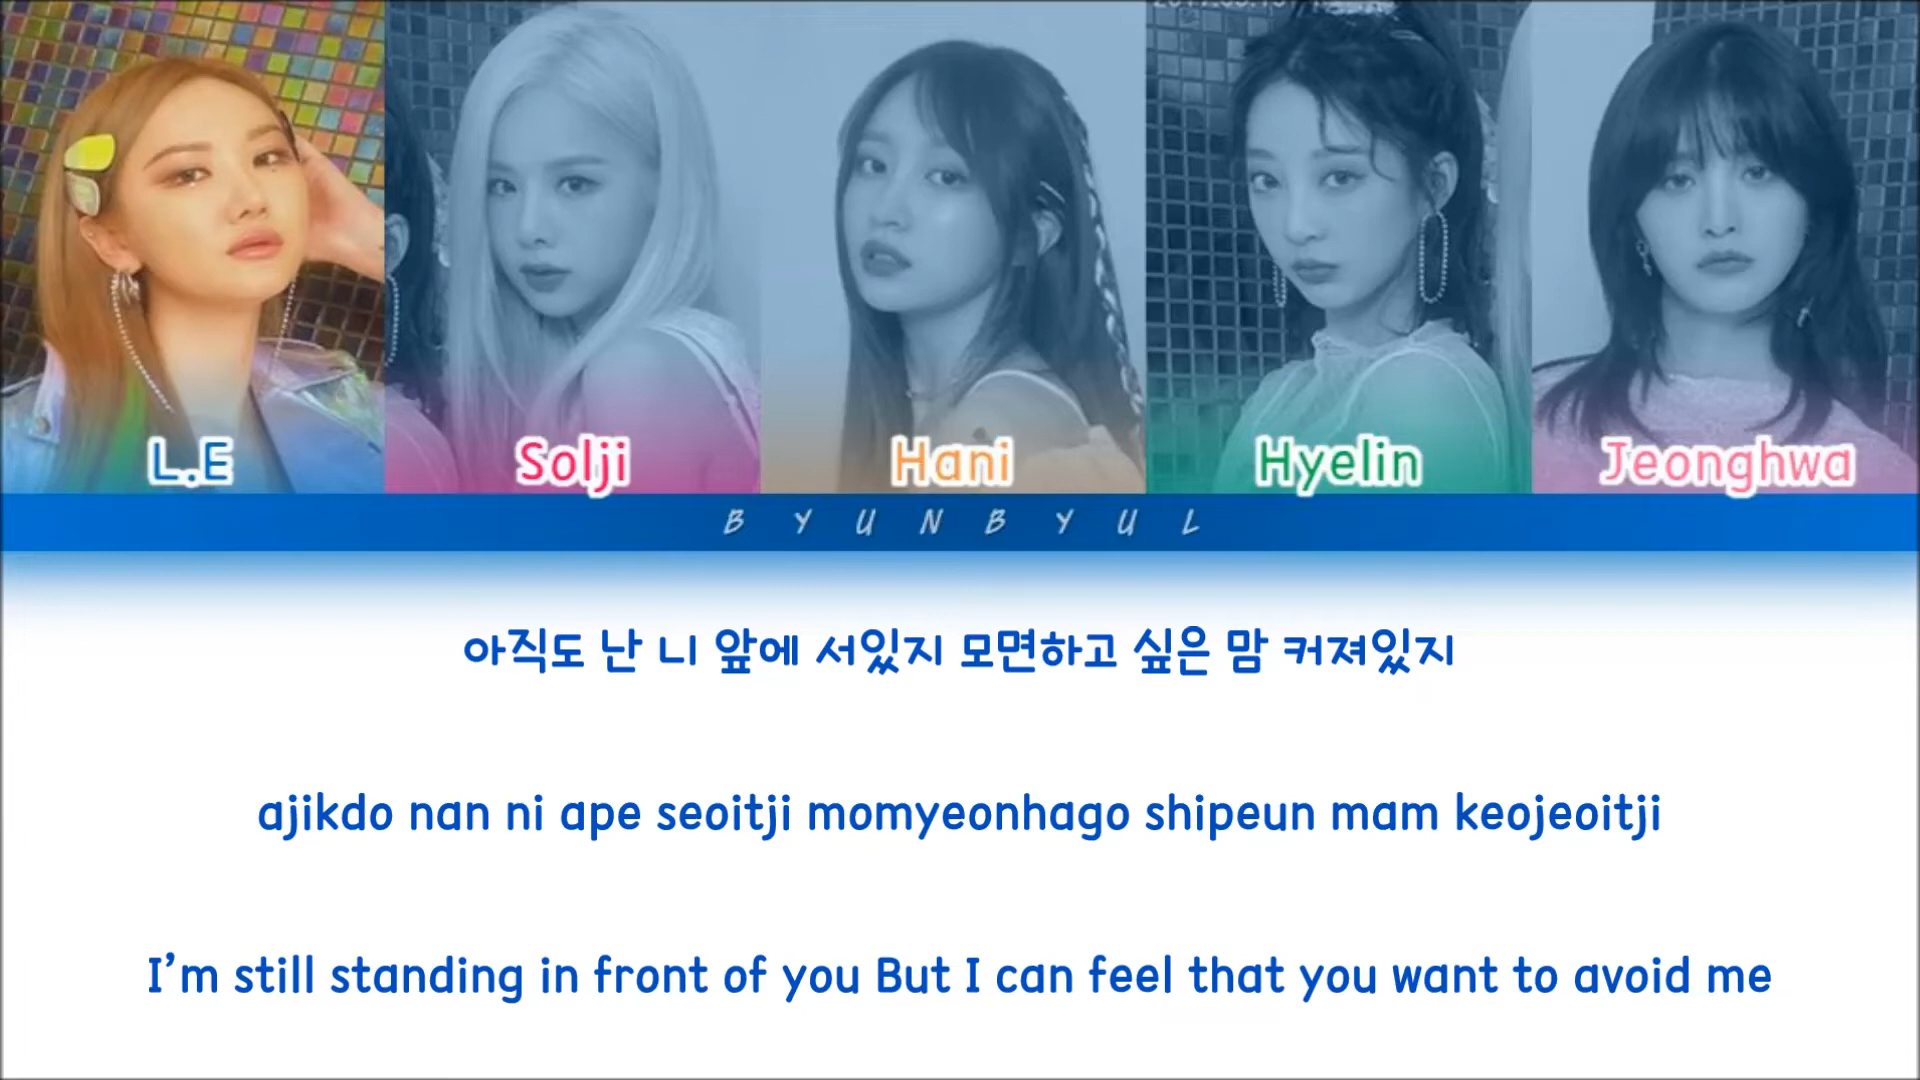 L.E
Solji
Hani
Hyelin
Jeonghwa
BYUNBYUL
아직도 난 니 앞에 서있지 모면하고 싶은 맘 커져있지
ajikdo nan ni ape seoitji momyeonhago shipeun mam keojeoitji
I’m still standing in front of you But I can feel that you want to avoid me